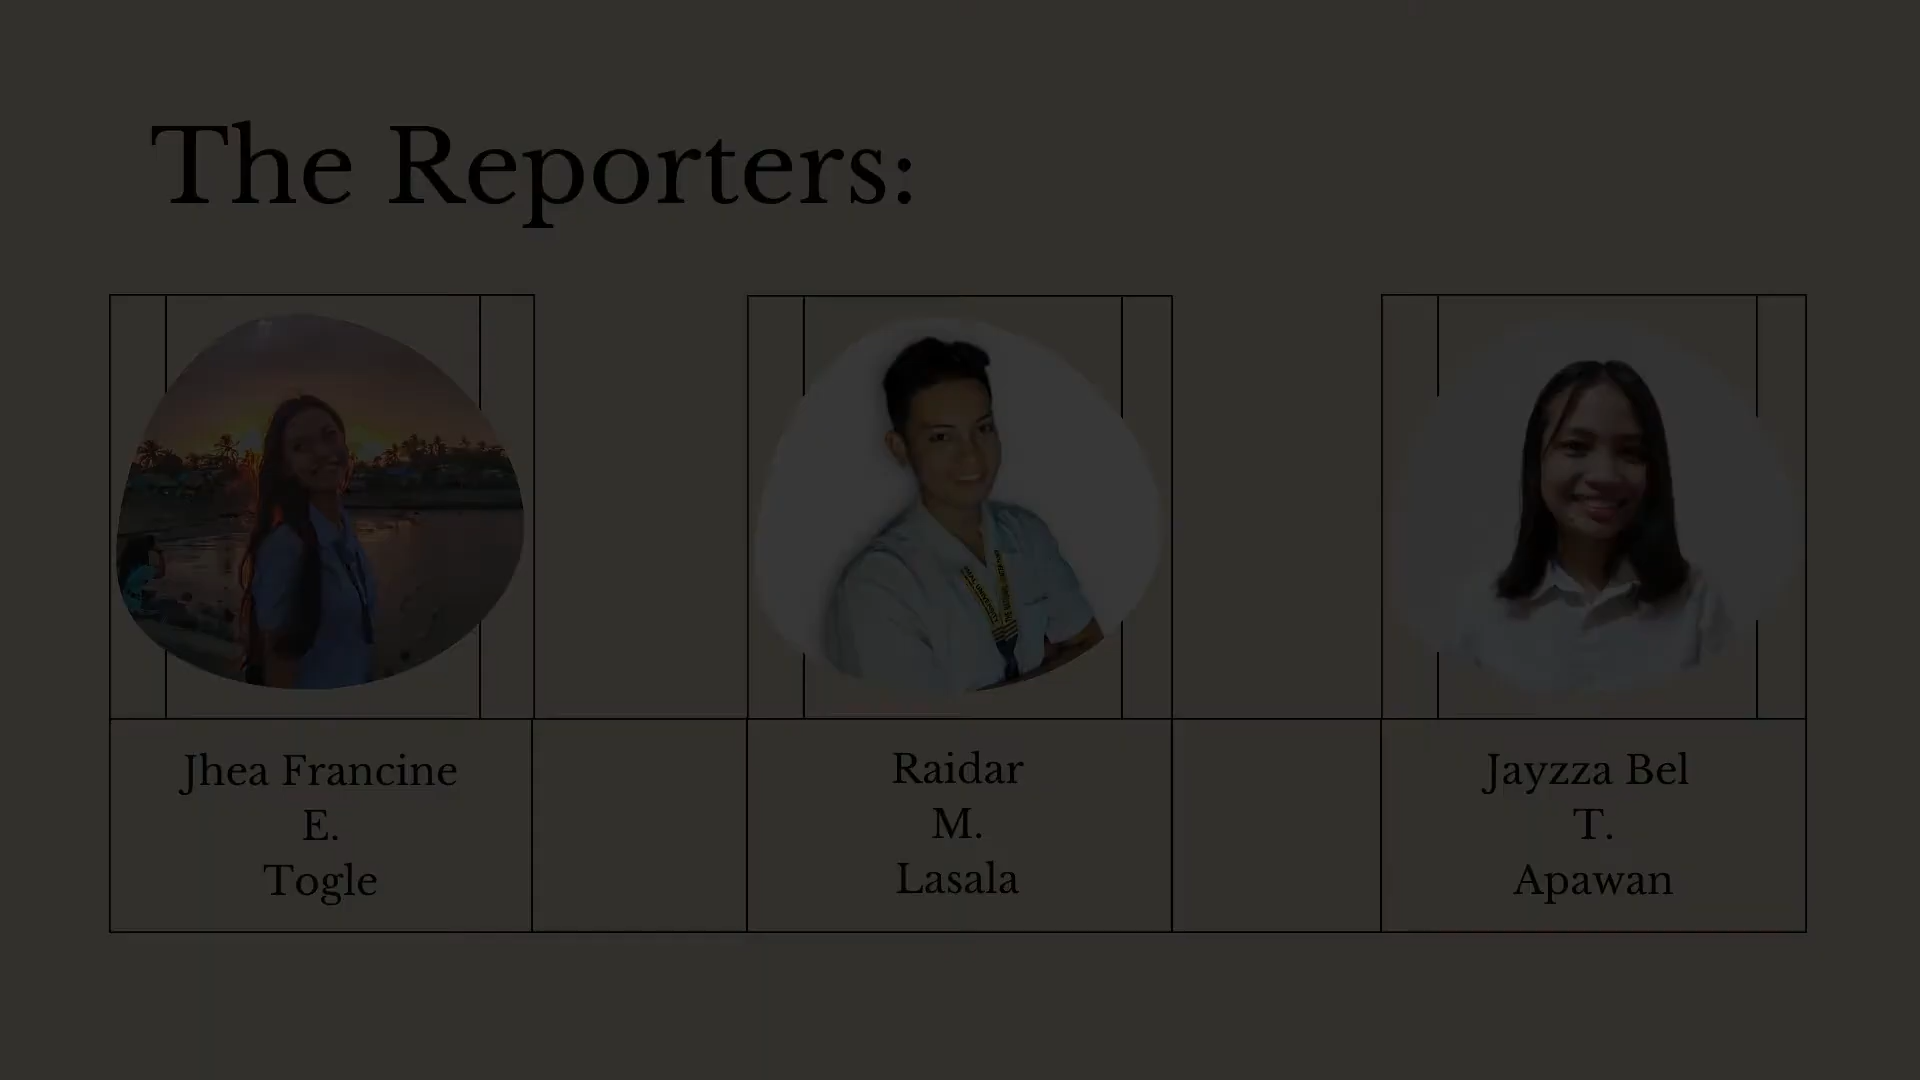 The Reporters:
Jhea Francine
E.
Togle
Raidar
M.
Lasala
Jayzza Bel
T.
Apawan